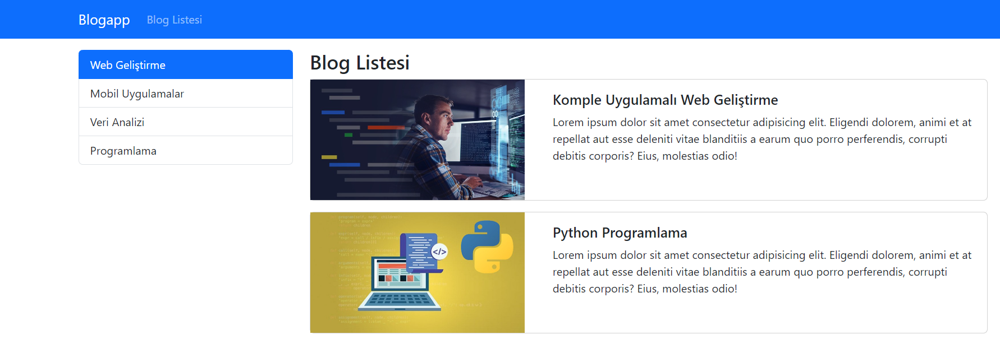 Blogapp Blog Listesi
Web Geliştirme
Mobil Uygulamalar
Veri Analizi
Programlama
Blog Listesi
Komple Uygulamalı Web Geliştirme
Lorem ipsum dolor sit amet consectetur adipisicing elit. Eligendi dolorem, animi et at
repellat aut esse deleniti vitae blanditiis a earum quo porro perferendis, corrupti
debitis corporis? Eius, molestias odio!
</>
Python Programlama
Lorem ipsum dolor sit amet consectetur adipisicing elit. Eligendi dolorem, animi et at
repellat aut esse deleniti vitae blanditiis a earum quo porro perferendis, corrupti
debitis corporis? Eius, molestias odio!